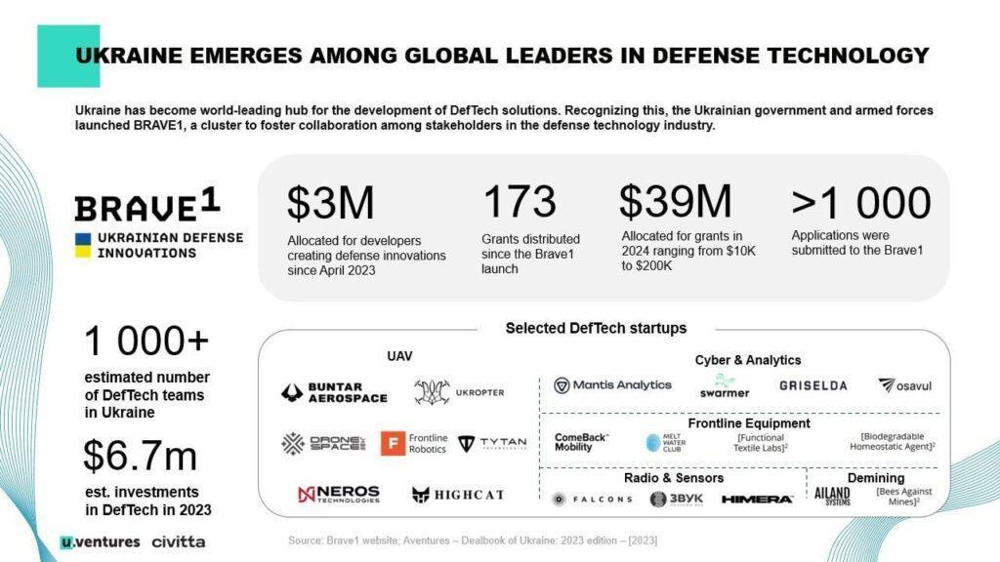 UKRAINE EMERGES AMONG GLOBAL LEADERS IN DEFENSE TECHNOLOGY
Ukraine has become world-leading hub for the development of DefTech solutions. Recognizing this, the Ukrainian government and armed forces
launched BRAVE1, a cluster to foster collaboration among stakeholders in the defense technology industry.
BRAVE1
UKRAINIAN DEFENSE
INNOVATIONS
$3M
Allocated for developers
creating defense innovations
since April 2023
173
Grants distributed
since the Brave1
launch
$39M
Allocated for grants in
2024 ranging from $10K
to $200K
>1 000
Applications were
submitted to the Brave1
1 000+
estimated number
of DefTech teams
in Ukraine
$6.7m
est. investments
in DefTech in 2023
Selected DefTech startups
UAV
BUNTAR
AEROSPACE
UKROPTER
DRONE
SPACE
Frontline
Robotics
TYTAN
TECHNOLOGIES
NEROS
TECHNOLOGIES
HIGHCAT
Cyber & Analytics
Mantis Analytics
swarmer
GRISELDA
osavul
Frontline Equipment
ComeBack^
Mobility
MELT
WATER
CLUB
[Functional
Textile Labs]²
[Biodegradable
Homeostatic Agent]²
Radio & Sensors
FALCONS
ЗВУК
HIMERA
Demining
AILAND
SYSTEMS
[Bees Against
Mines]²
u.ventures
civitta
Source: Brave1 website; Aventures – Dealbook of Ukraine: 2023 edition – [2023]